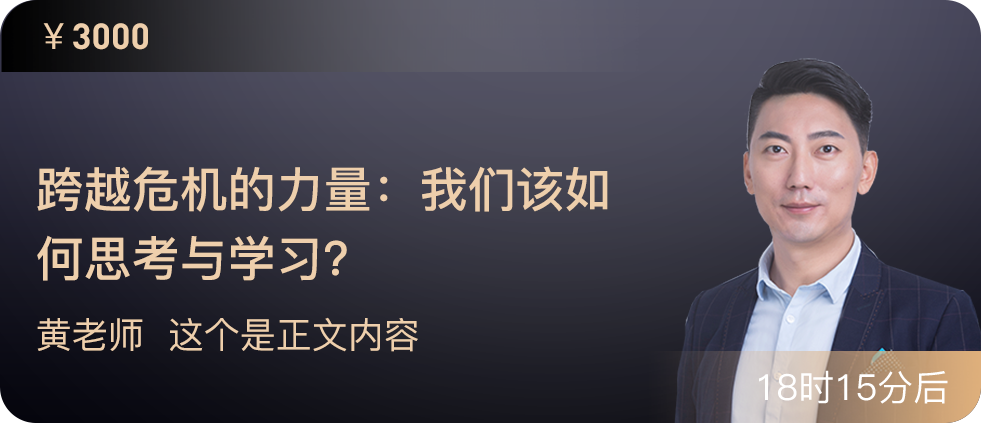 ¥ 3000
跨越危机的力量：我们该如
何思考与学习？
黄老师 这个是正文内容
18时15分后